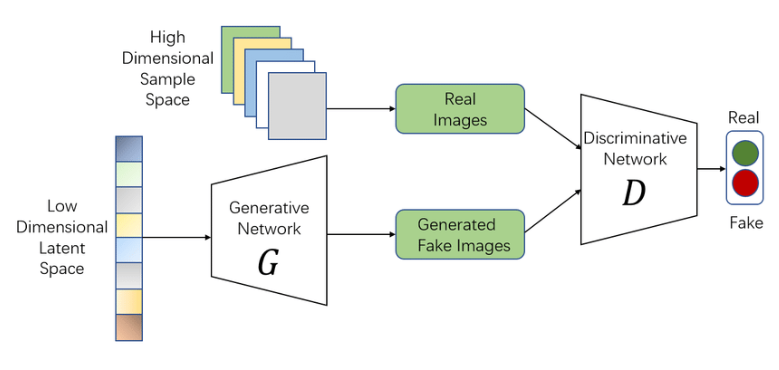 High
Dimensional
Sample
Space
Real
Images
Low
Dimensional
Latent
Space
Generative
Network
G
Generated
Fake Images
Discriminative
Network
D
Real
Fake